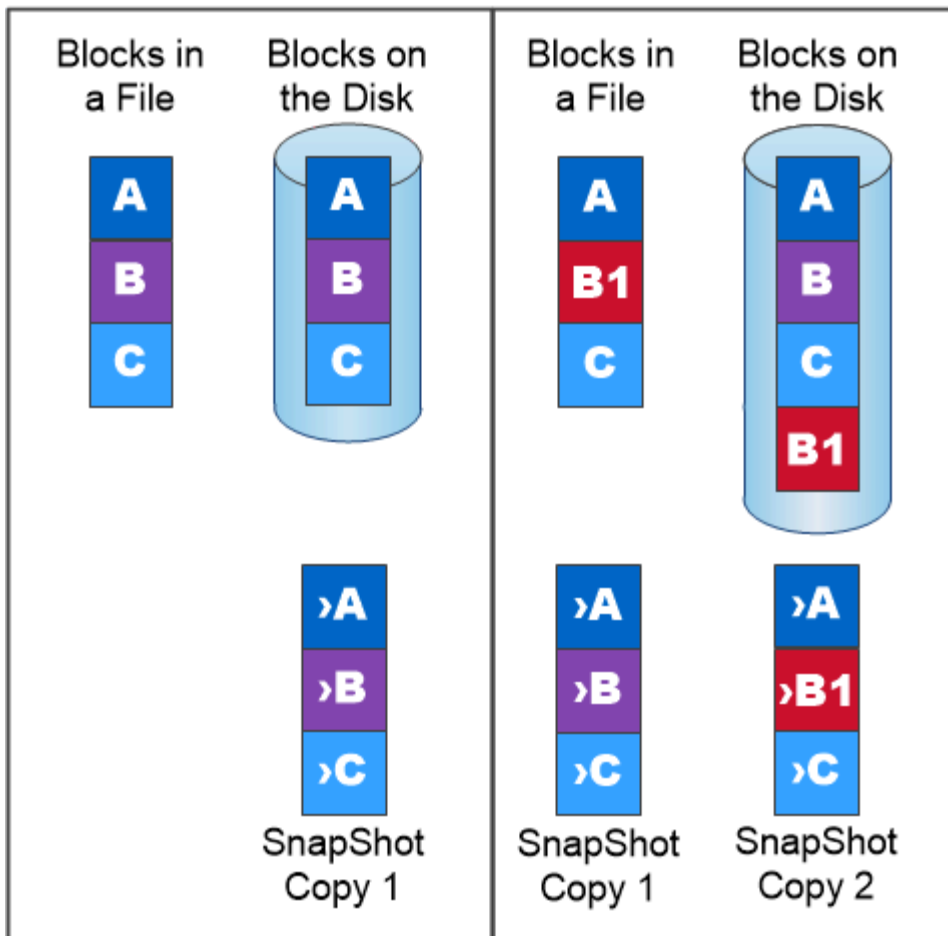 Blocks in
a File
Blocks on
the Disk
A
B
C
A
B
C
›A
›B
›C
SnapShot
Copy 1
Blocks in
a File
Blocks on
the Disk
A
B1
C
A
B
C
B1
›A
›B
›C
SnapShot
Copy 1
›A
›B1
›C
SnapShot
Copy 2